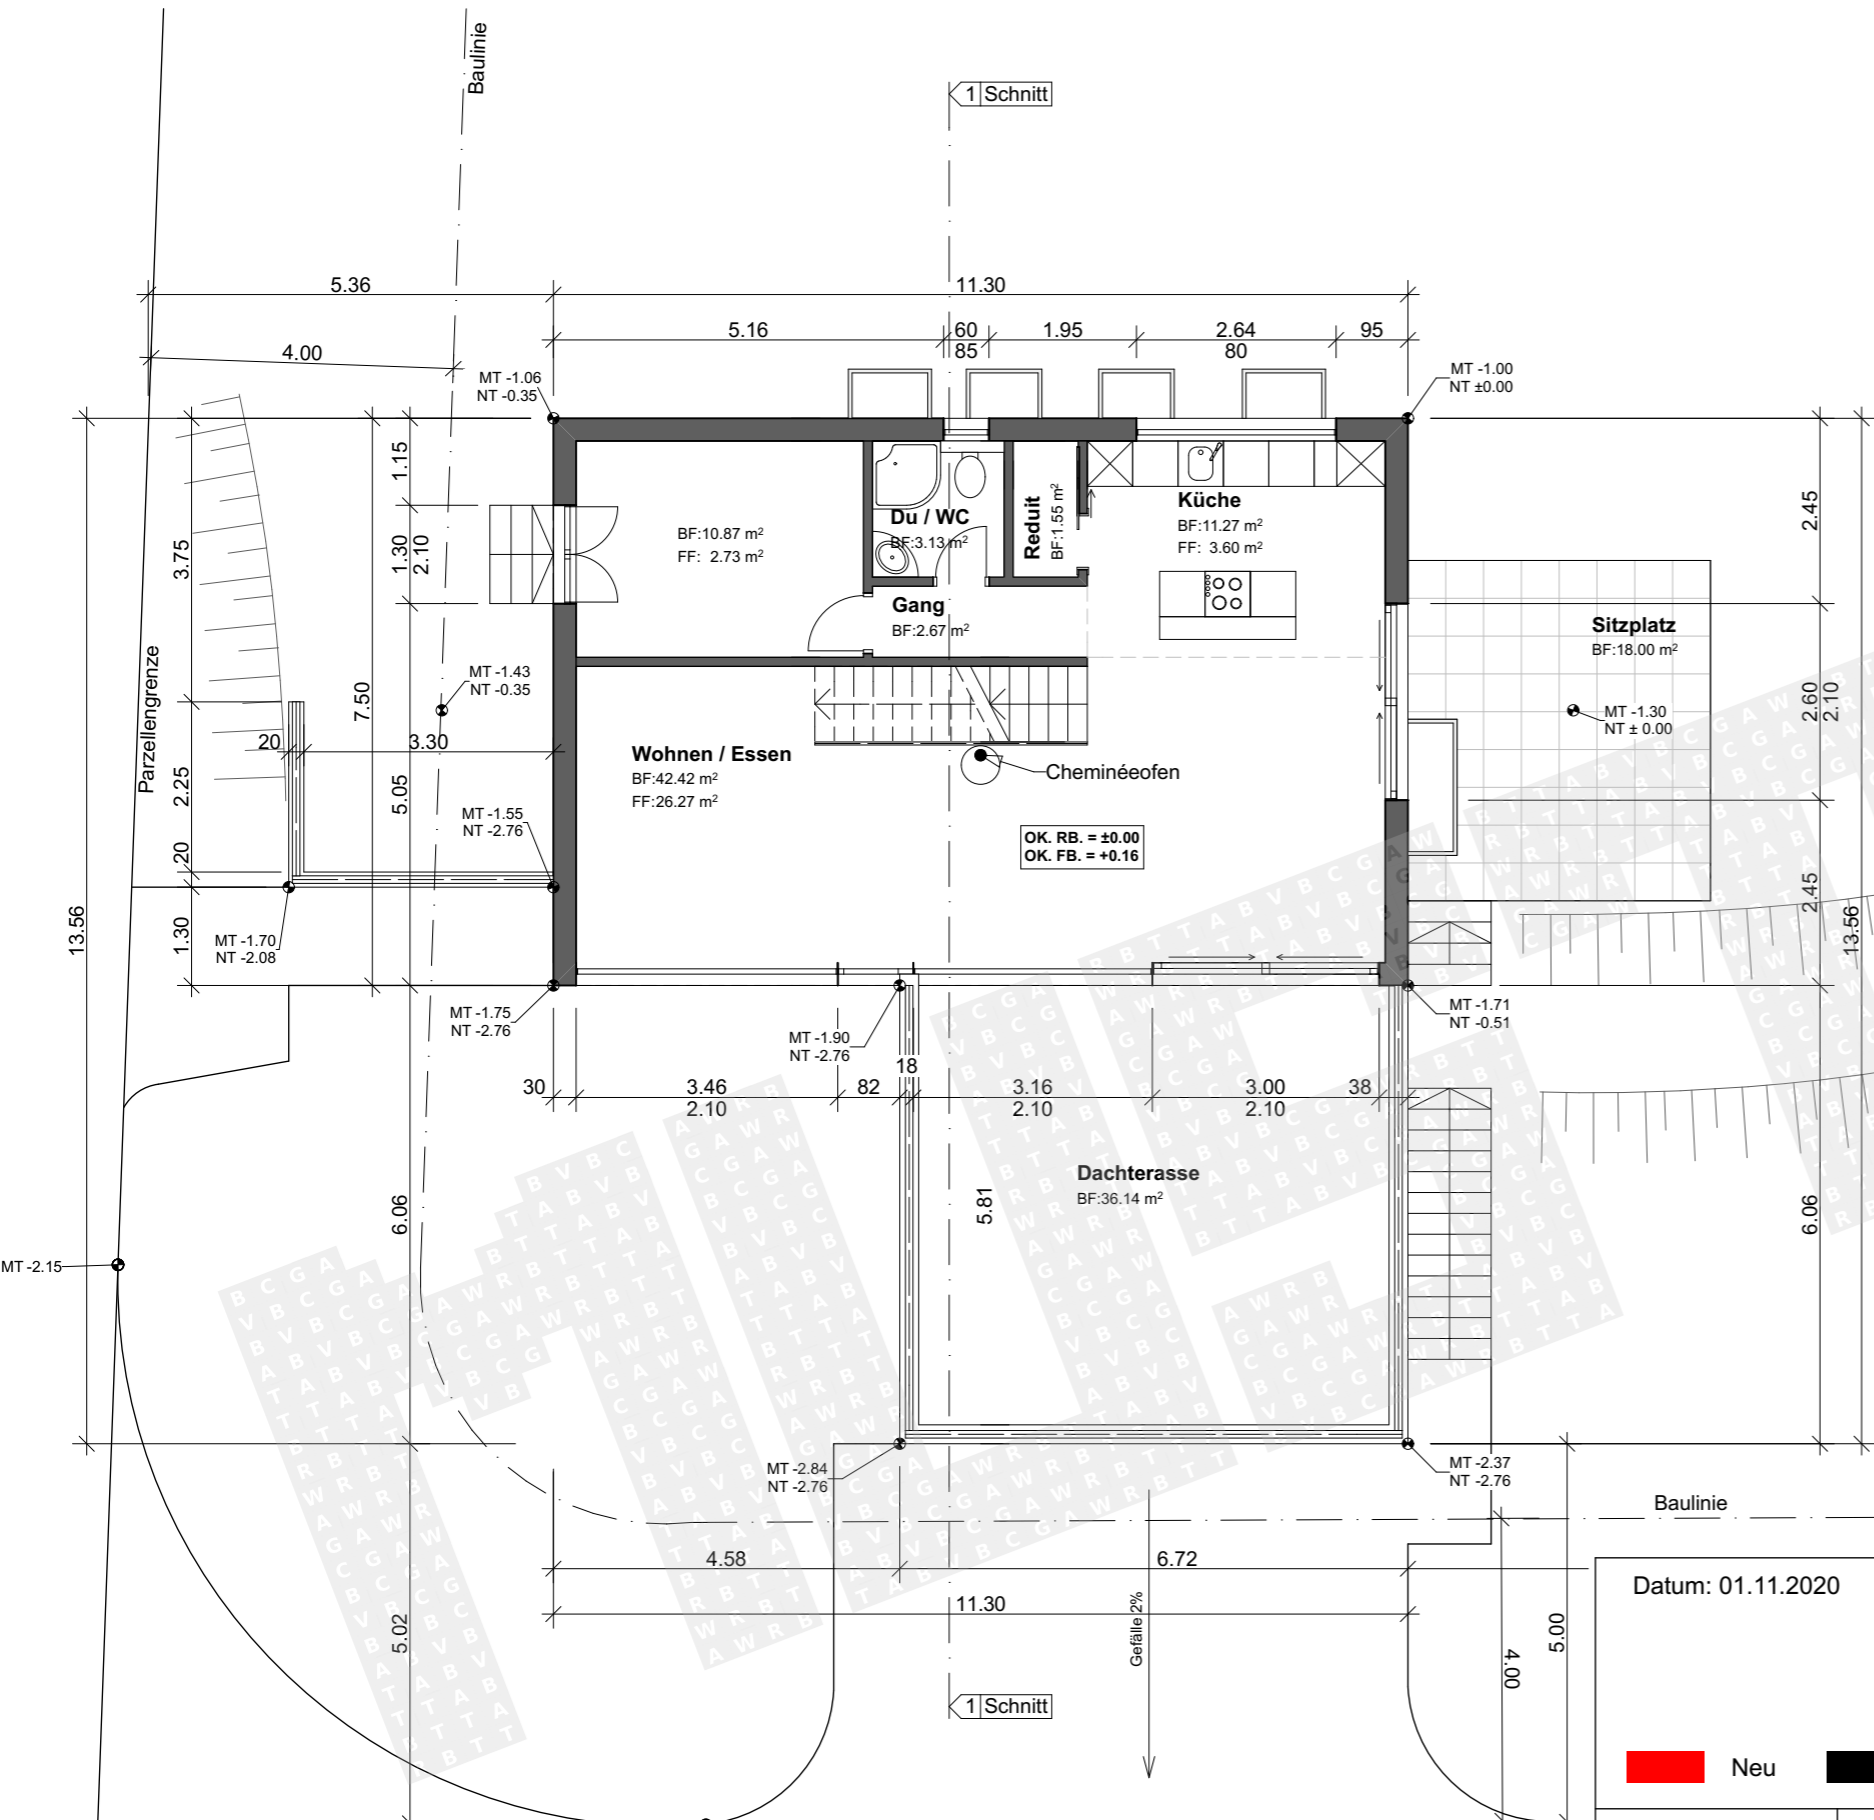 Baulinie
1 Schnitt
5.36
11.30
5.16
60
85
1.95
2.64
80
95
4.00
MT -1.06
NT -0.35
MT -1.00
NT ±0.00
1.15
1.30
2.10
3.75
7.50
5.05
2.25
20
1.30
13.56
20
3.30
Parzellengrenze
MT -1.43
NT -0.35
MT -1.55
NT -2.76
MT -1.70
NT -2.08
MT -1.75
NT -2.76
BF:10.87 m²
FF: 2.73 m²
Du / WC
BF:3.13 m²
Reduit
BF:1.55 m²
Küche
BF:11.27 m²
FF: 3.60 m²
Gang
BF:2.67 m²
Wohnen / Essen
BF:42.42 m²
FF:26.27 m²
Cheminéeofen
OK. RB. = ±0.00
OK. FB. = +0.16
Sitzplatz
BF:18.00 m²
MT -1.30
NT ± 0.00
2.45
2.60
2.10
2.45
13.56
6.06
MT -1.71
NT -0.51
MT -1.90
NT -2.76
18
30
3.46
2.10
82
3.16
2.10
3.00
2.10
38
Dachterasse
BF:36.14 m²
5.81
6.06
MT -2.15
MT -2.84
NT -2.76
MT -2.37
NT -2.76
Baulinie
4.58
6.72
11.30
Gefälle 2%
5.02
4.00
5.00
1 Schnitt
Datum: 01.11.2020
Neu